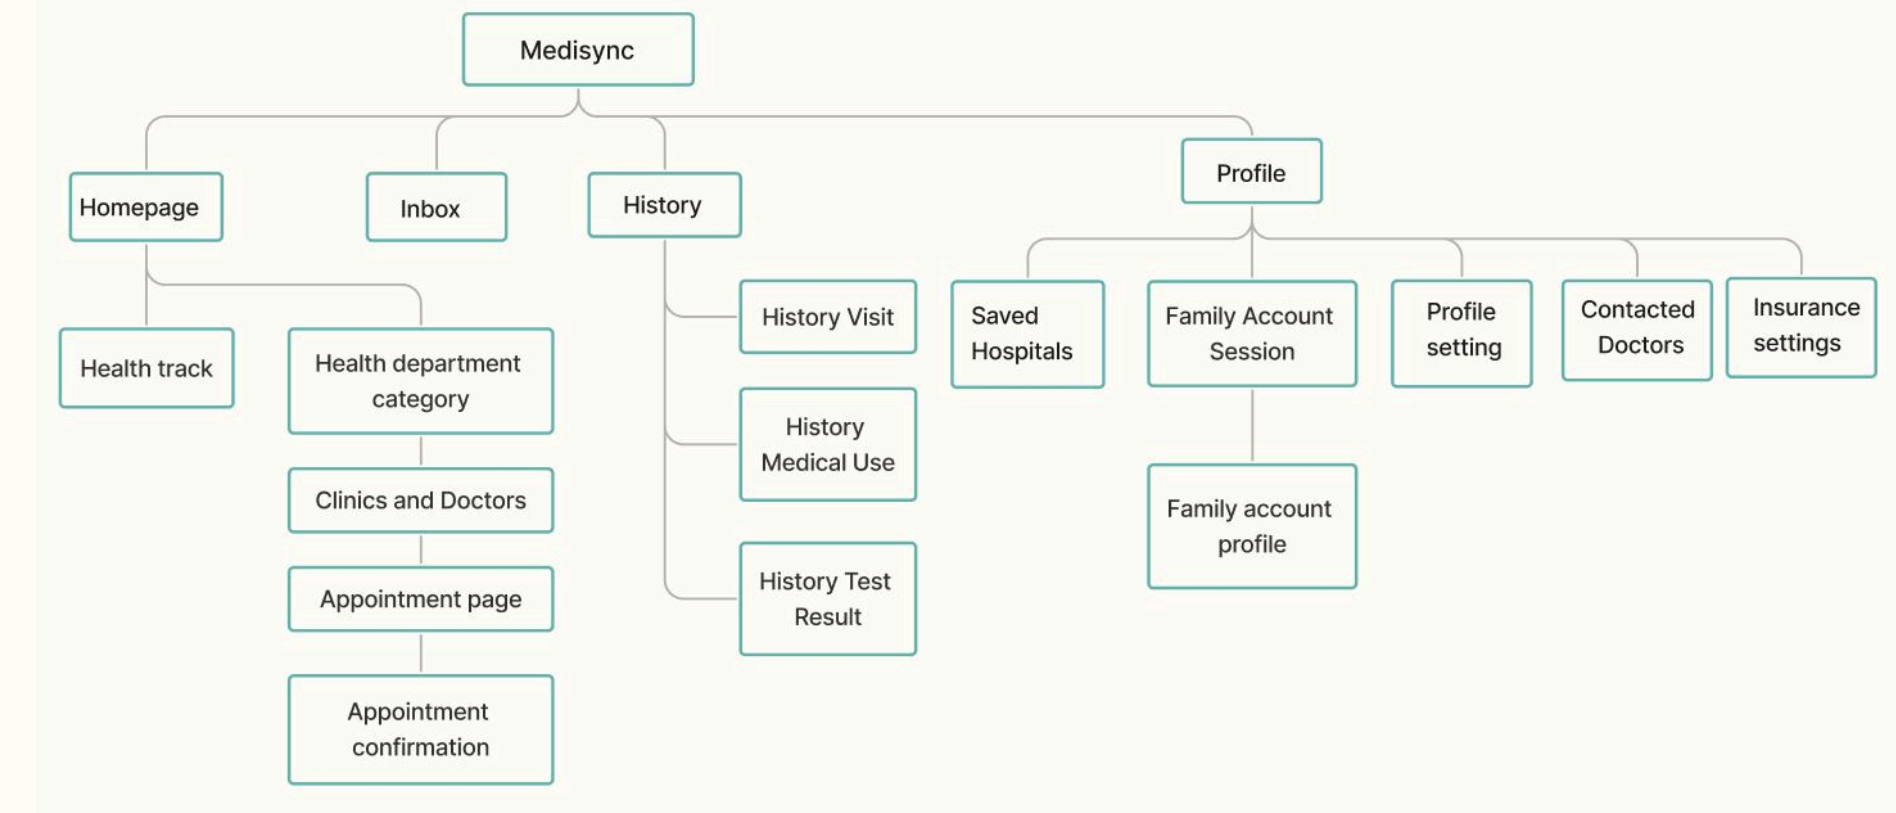 Medisync
Homepage
Inbox
History
Profile
Health track
Health department
category
Clinics and Doctors
Appointment page
Appointment
confirmation
History Visit
History
Medical Use
History Test
Result
Saved
Hospitals
Family Account
Session
Family account
profile
Profile
setting
Contacted
Doctors
Insurance
settings